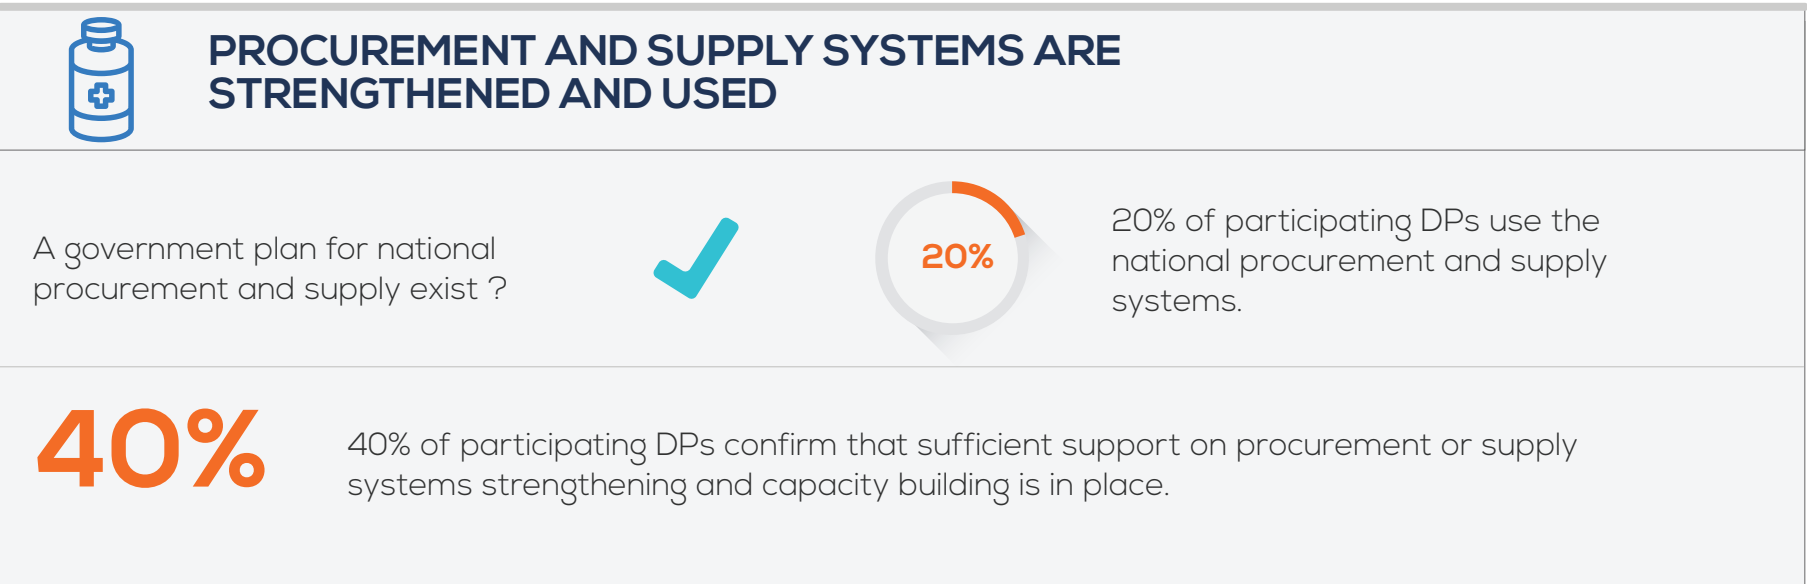 PROCUREMENT AND SUPPLY SYSTEMS ARE
STRENGTHENED AND USED
A government plan for national
procurement and supply exist ?
20%
20% of participating DPs use the
national procurement and supply
systems.
40%
40% of participating DPs confirm that sufficient support on procurement or supply
systems strengthening and capacity building is in place.